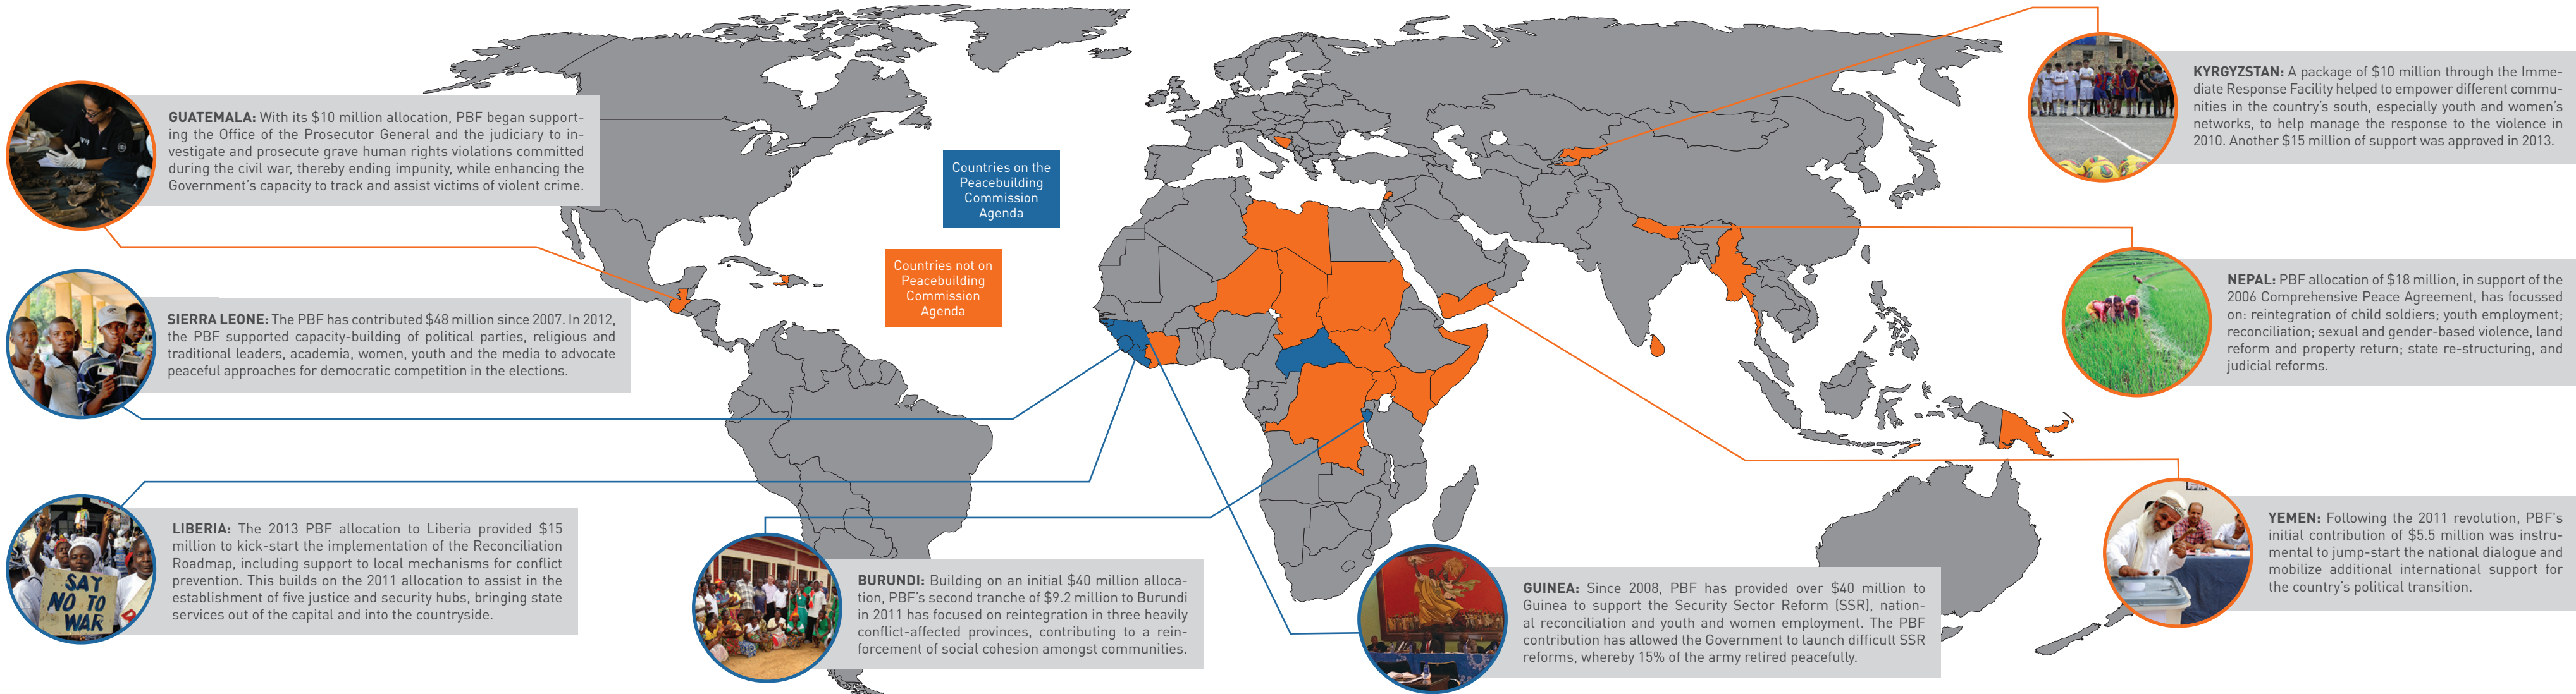 GUATEMALA: With its $10 million allocation, PBF began support-
ing the Office of the Prosecutor General and the judiciary to in-
vestigate and prosecute grave human rights violations committed
during the civil war, thereby ending impunity, while enhancing the
Government's capacity to track and assist victims of violent crime.
SIERRA LEONE: The PBF has contributed $48 million since 2007. In 2012,
the PBF supported capacity-building of political parties, religious and
traditional leaders, academia, women, youth and the media to advocate
peaceful approaches for democratic competition in the elections.
LIBERIA: The 2013 PBF allocation to Liberia provided $15
million to kick-start the implementation of the Reconciliation
Roadmap, including support to local mechanisms for conflict
prevention. This builds on the 2011 allocation to assist in the
establishment of five justice and security hubs, bringing state
services out of the capital and into the countryside.
SAY
NO TO
WAR
Countries on the
Peacebuilding
Commission
Agenda
Countries not on
Peacebuilding
Commission
Agenda
BURUNDI: Building on an initial $40 million alloca-
tion, PBF's second tranche of $9.2 million to Burundi
in 2011 has focused on reintegration in three heavily
conflict-affected provinces, contributing to a rein-
forcement of social cohesion amongst communities.
GUINEA: Since 2008, PBF has provided over $40 million to
Guinea to support the Security Sector Reform (SSR), nation-
al reconciliation and youth and women employment. The PBF
contribution has allowed the Government to launch difficult SSR
reforms, whereby 15% of the army retired peacefully.
KYRGYZSTAN: A package of $10 million through the Imme-
diate Response Facility helped to empower different commu-
nities in the country's south, especially youth and women's
networks, to help manage the response to the violence in
2010. Another $15 million of support was approved in 2013.
NEPAL: PBF allocation of $18 million, in support of the
2006 Comprehensive Peace Agreement, has focussed
on: reintegration of child soldiers; youth employment;
reconciliation; sexual and gender-based violence, land
reform and property return; state re-structuring, and
judicial reforms.
YEMEN: Following the 2011 revolution, PBF's
initial contribution of $5.5 million was instru-
mental to jump-start the national dialogue and
mobilize additional international support for
the country's political transition.